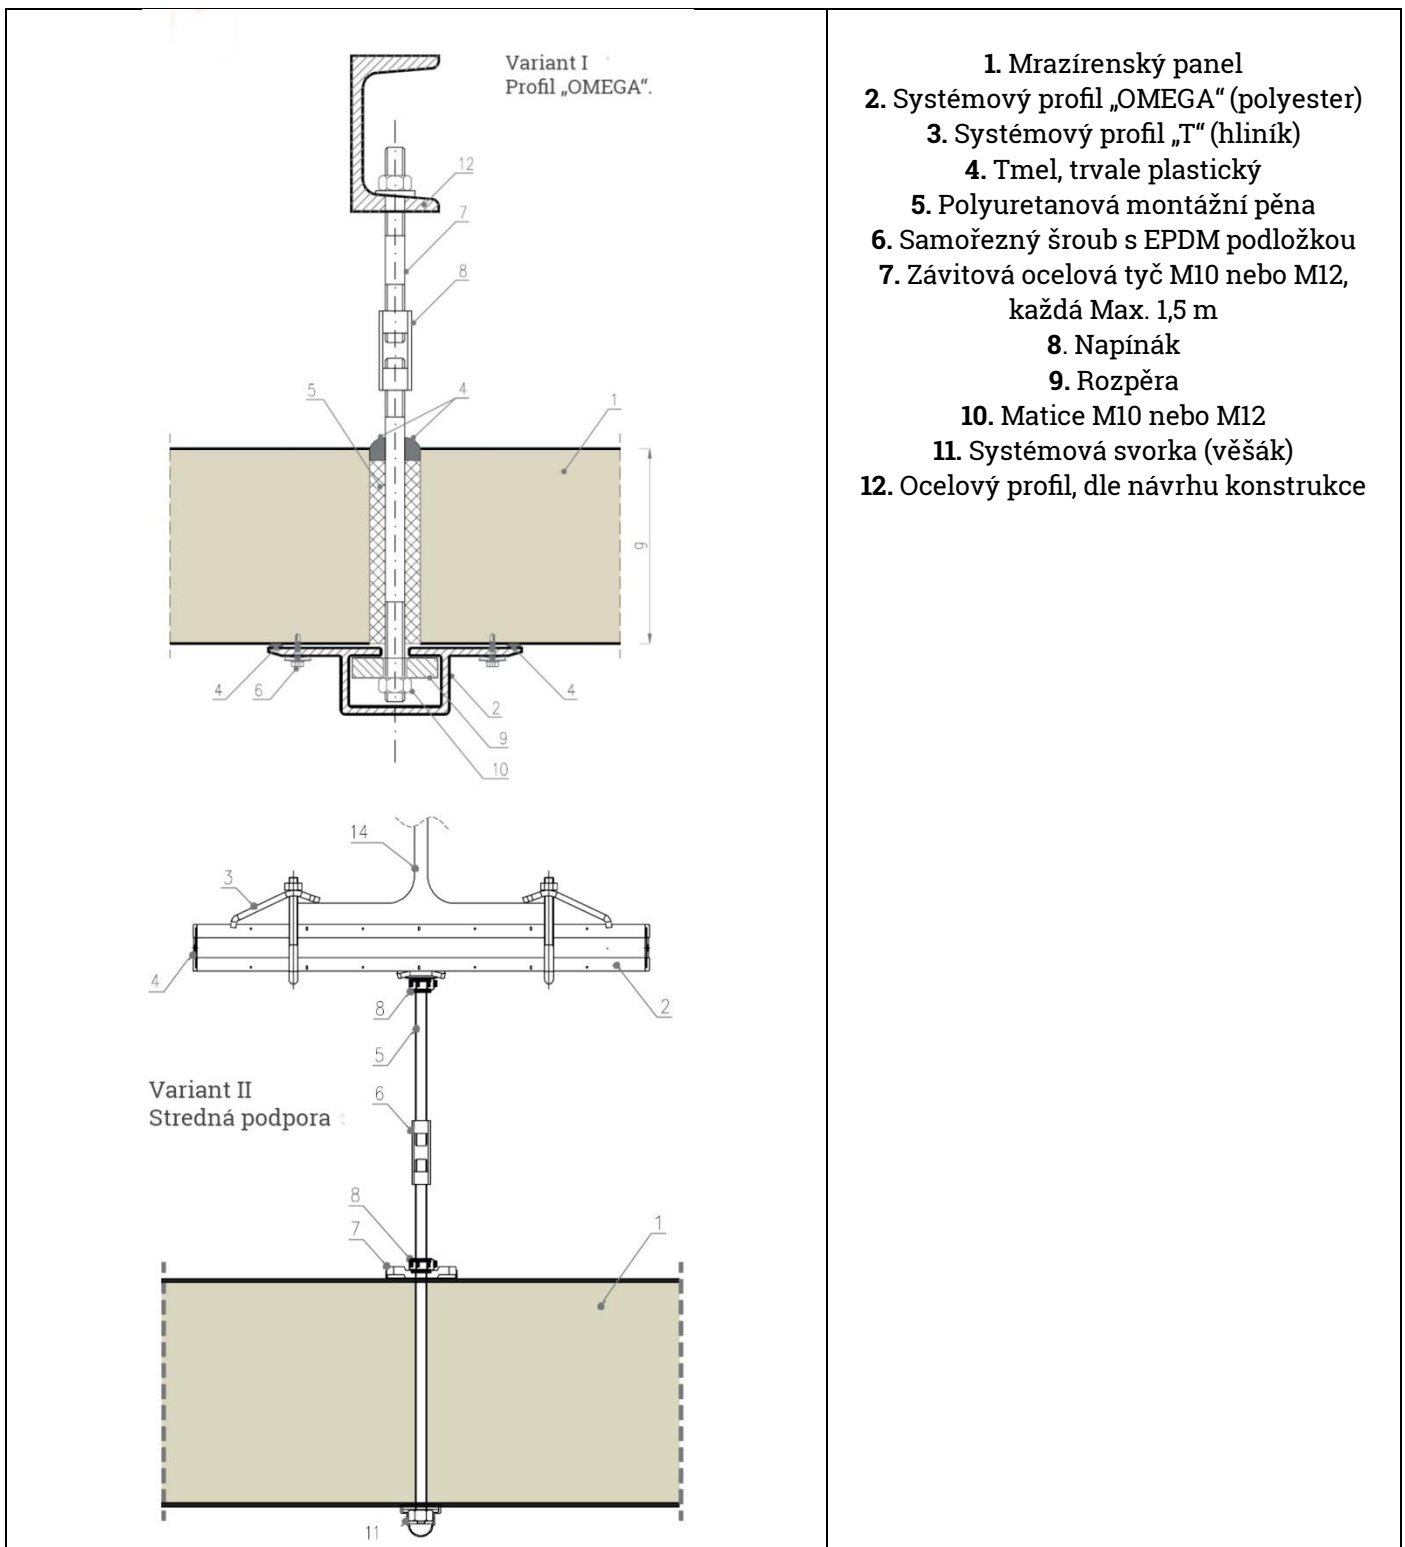 Variant I
Profil „OMEGA“.
12
7
8
5
4
1
g
4
6
4
2
9
10
14
3
4
8
2
5
Variant II
Stredná podpora
6
8
7
1
11
1. Mrazírenský panel
2. Systémový profil „OMEGA“ (polyester)
3. Systémový profil „T“ (hliník)
4. Tmel, trvale plastický
5. Polyuretanová montážní pěna
6. Samořezný šroub s EPDM podložkou
7. Závitová ocelová tyč M10 nebo M12,
každá Max. 1,5 m
8. Napínák
9. Rozpěra
10. Matice M10 nebo M12
11. Systémová svorka (věšák)
12. Ocelový profil, dle návrhu konstrukce